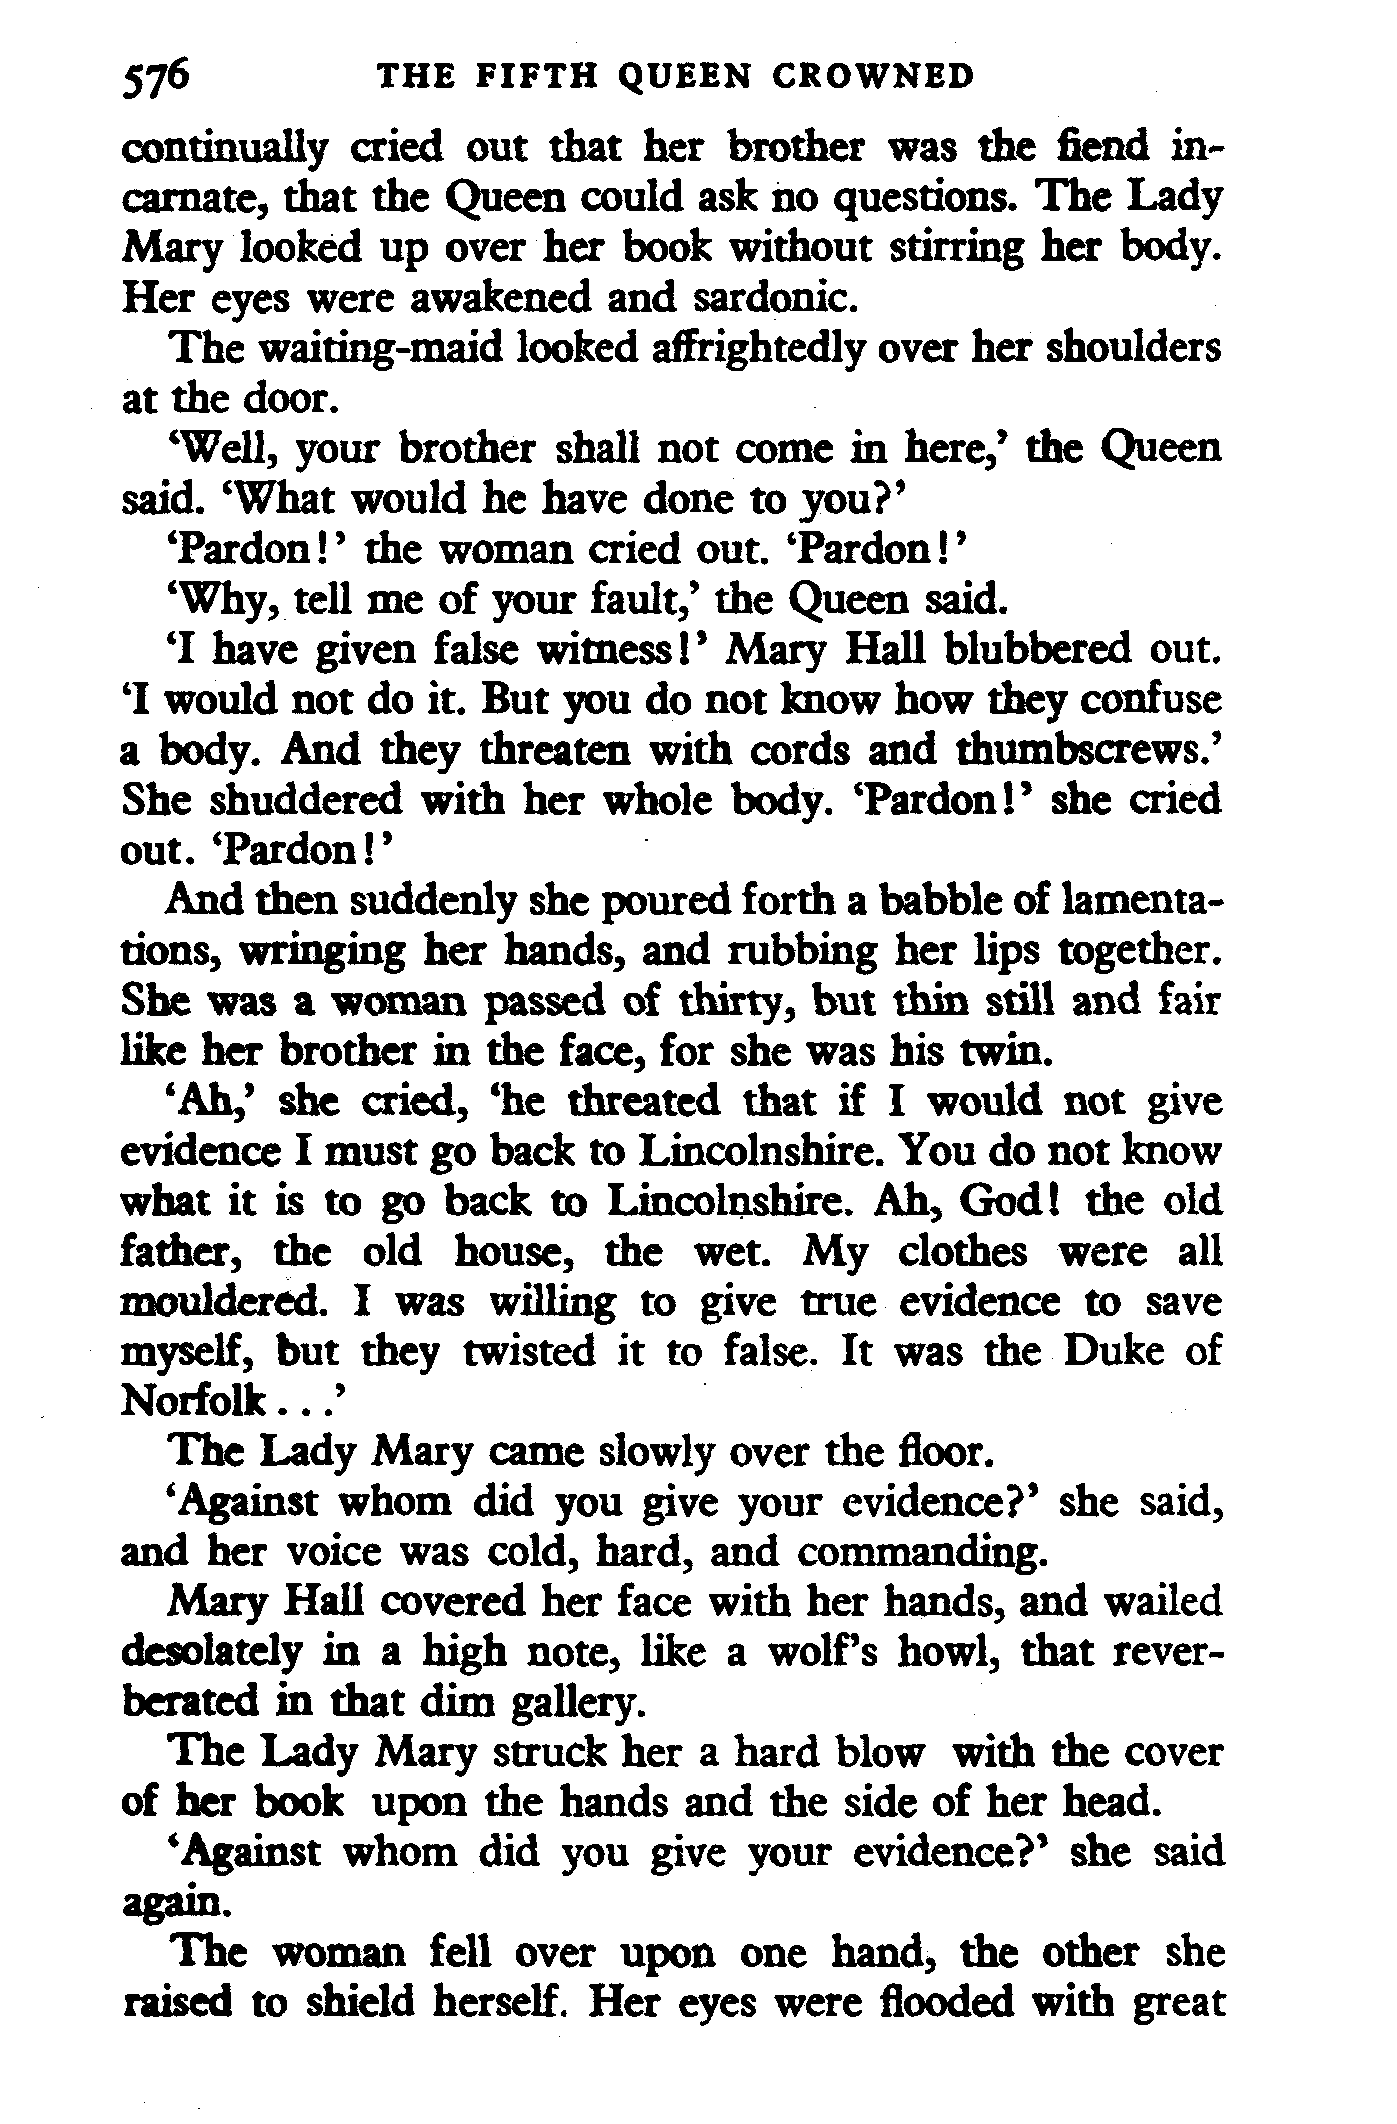 576 THE FIFTH QUEEN CROWNED
continually cried out that her brother was the fiend in-
carnate, that the Queen could ask no questions. The Lady
Mary looked up over her book without stirring her body.
Her eyes were awakened and sardonic.
The waiting-maid looked affrightedly over her shoulders
at the door.
‘Well, your brother shall not come in here,’ the Queen
said. ‘What would he have done to you?’
‘Pardon!’ the woman cried out. ‘Pardon!’
‘Why, tell me of your fault,’ the Queen said.
‘I have given false witness!’ Mary Hall blubbered out.
‘I would not do it. But you do not know how they confuse
a body. And they threaten with cords and thumbscrews.’
She shuddered with her whole body. ‘Pardon!’ she cried
out. ‘Pardon!’
And then suddenly she poured forth a babble of lamenta-
tions, wringing her hands, and rubbing her lips together.
She was a woman passed of thirty, but thin still and fair
like her brother in the face, for she was his twin.
‘Ah,’ she cried, ‘he threated that if I would not give
evidence I must go back to Lincolnshire. You do not know
what it is to go back to Lincolnshire. Ah, God! the old
father, the old house, the wet. My clothes were all
mouldered. I was willing to give true evidence to save
myself, but they twisted it to false. It was the Duke of
Norfolk . . .’
The Lady Mary came slowly over the floor.
‘Against whom did you give your evidence?’ she said,
and her voice was cold, hard, and commanding.
Mary Hall covered her face with her hands, and wailed
desolately in a high note, like a wolf’s howl, that rever-
berated in that dim gallery.
The Lady Mary struck her a hard blow with the cover
of her book upon the hands and the side of her head.
‘Against whom did you give your evidence?’ she said
again.
The woman fell over upon one hand, the other she
raised to shield herself. Her eyes were flooded with great